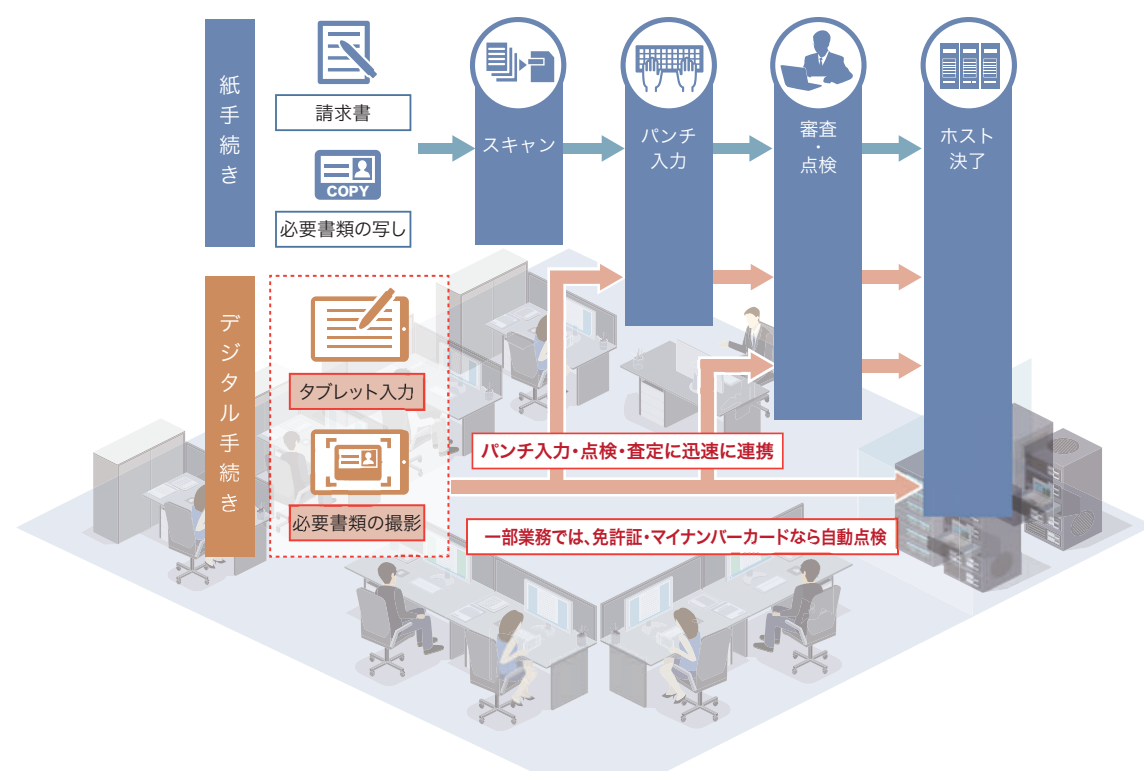 紙手続き
請求書
COPY
必要書類の写し
スキャン
パンチ
入力
審査
・
点検
ホスト
決了
デジタル手続き
タブレット入力
必要書類の撮影
パンチ入力・点検・査定に迅速に連携
一部業務では、免許証・マイナンバーカードなら自動点検